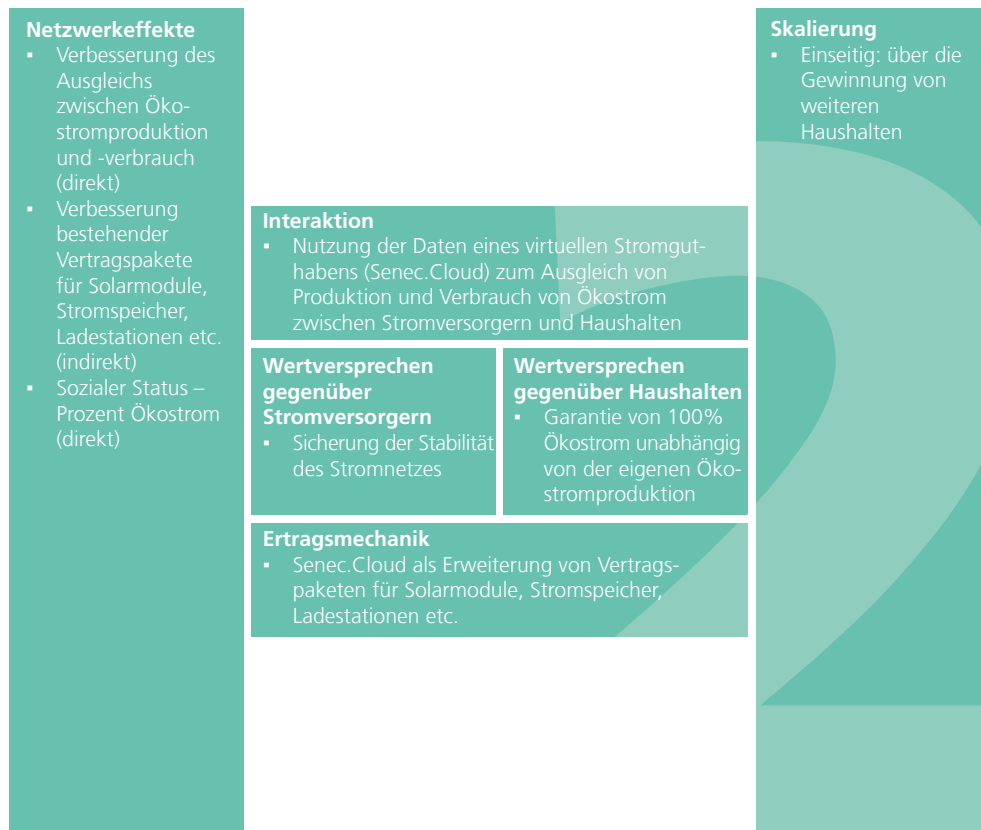 Netzwerkeffekte
▪ Verbesserung des
Ausgleichs
zwischen Öko-
stromproduktion
und -verbrauch
(direkt)
▪ Verbesserung
bestehender
Vertragspakete
für Solarmodule,
Stromspeicher,
Ladestationen etc.
(indirekt)
▪ Sozialer Status –
Prozent Ökostrom
(direkt)
Interaktion
▪ Nutzung der Daten eines virtuellen Stromgut-
habens (Senec.Cloud) zum Ausgleich von
Produktion und Verbrauch von Ökostrom
zwischen Stromversorgern und Haushalten
Wertversprechen
gegenüber
Stromversorgern
▪ Sicherung der Stabilität
des Stromnetzes
Wertversprechen
gegenüber Haushalten
▪ Garantie von 100%
Ökostrom unabhängig
von der eigenen Öko-
stromproduktion
Ertragsmechanik
▪ Senec.Cloud als Erweiterung von Vertrags-
paketen für Solarmodule, Stromspeicher,
Ladestationen etc.
Skalierung
▪ Einseitig: über die
Gewinnung von
weiteren
Haushalten
2